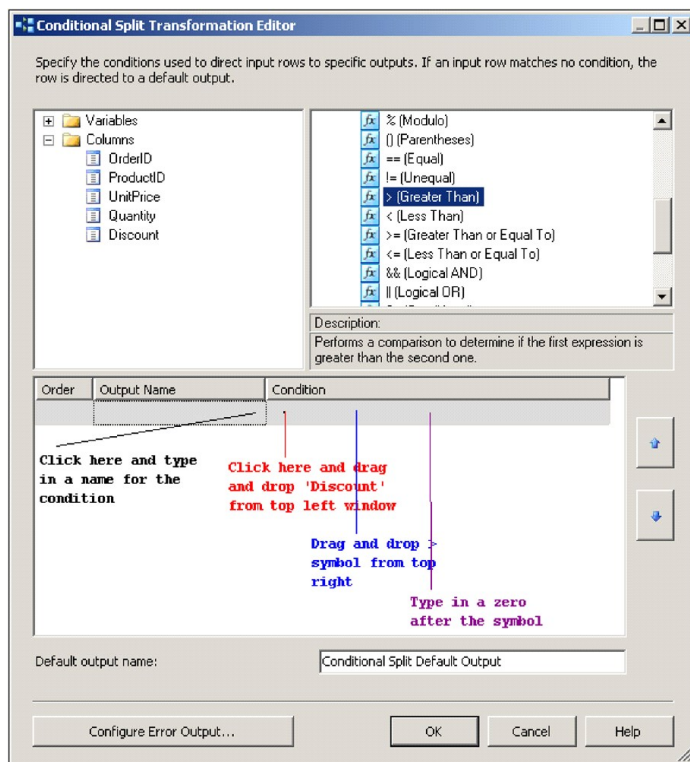 Conditional Split Transformation Editor
Specify the conditions used to direct input rows to specific outputs. If an input row matches no condition, the
row is directed to a default output.
Variables
Columns
OrderID
ProductID
UnitPrice
Quantity
Discount
% (Modulo)
() (Parentheses)
== (Equal)
!= (Unequal)
> (Greater Than)
< (Less Than)
>= (Greater Than or Equal To)
<= (Less Than or Equal To)
&& (Logical AND)
|| (Logical OR)
Description:
Performs a comparison to determine if the first expression is
greater than the second one.
Order Output Name Condition
Click here and type
in a name for the
condition
Click here and drag
and drop 'Discount'
from top left window
Drag and drop >
symbol from top
right
Type in a zero
after the symbol
Default output name:
Conditional Split Default Output
Configure Error Output...
OK
Cancel
Help